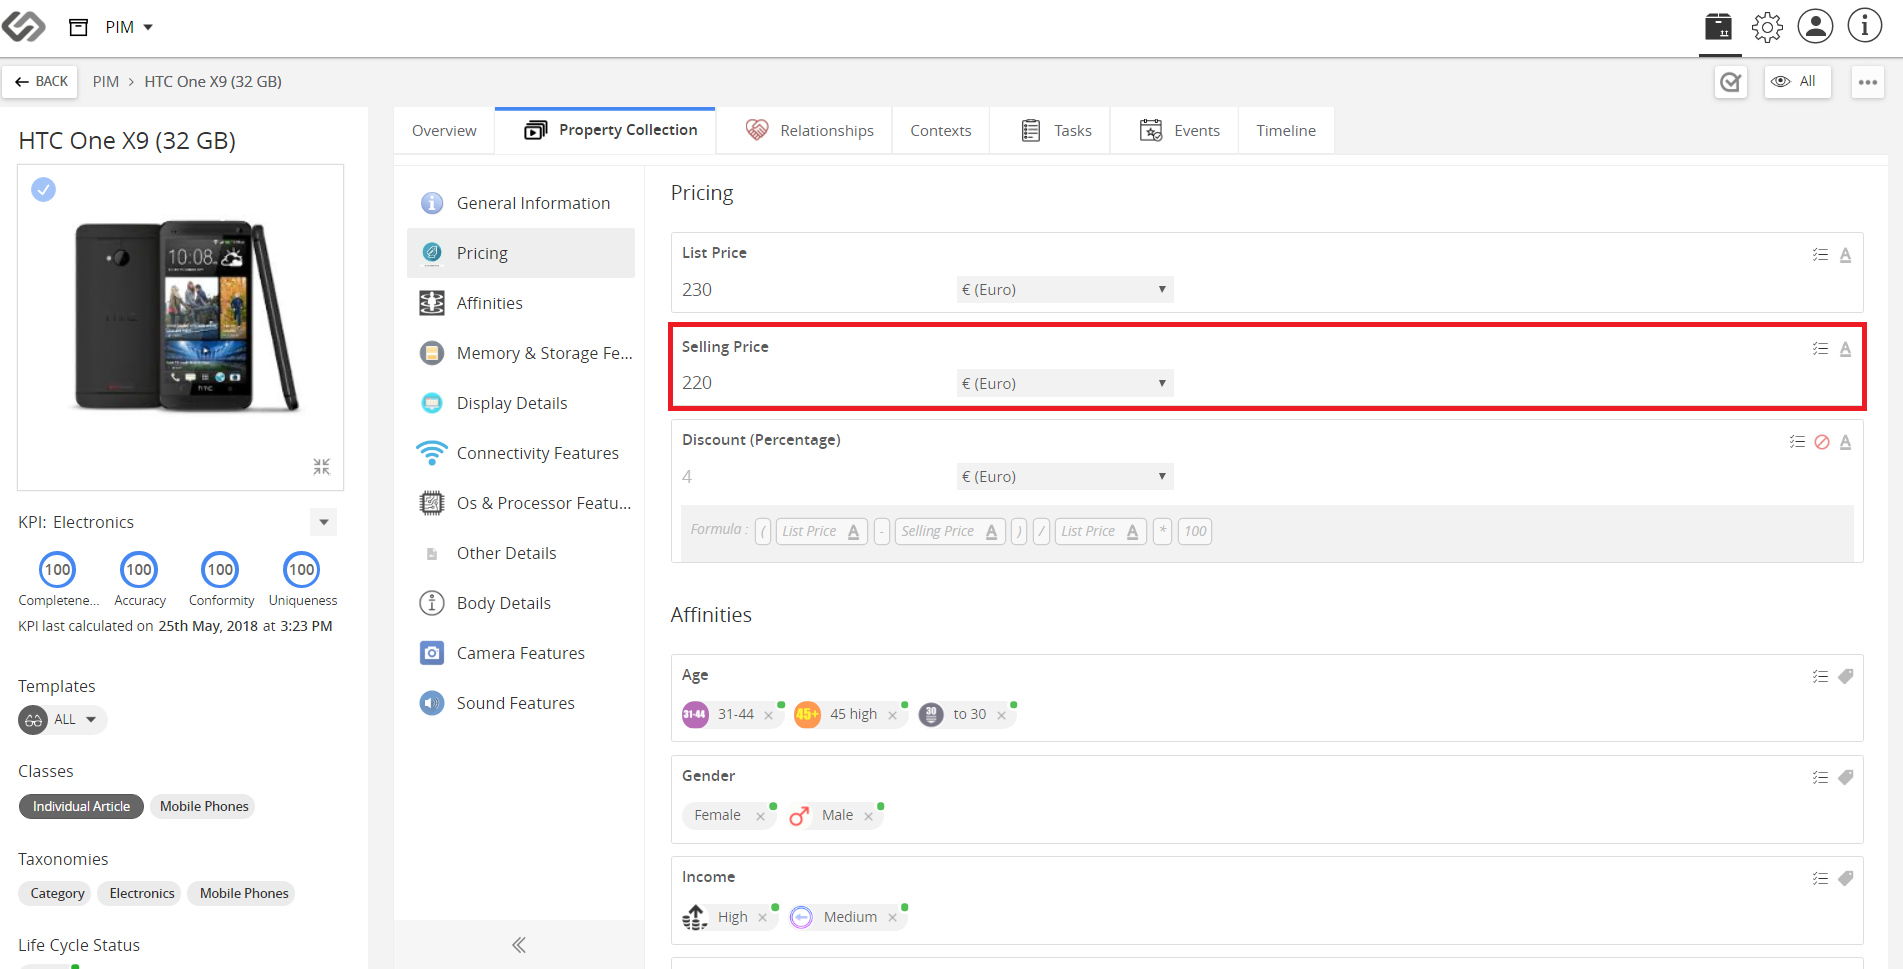 PIM
BACK
PIM > HTC One X9 (32 GB)
All
HTC One X9 (32 GB)
Overview
Property Collection
Relationships
Contexts
Tasks
Events
Timeline
10:08
hTC
KPI: Electronics
100
100
100
100
Completene...
Accuracy
Conformity
Uniqueness
KPI last calculated on 25th May, 2018 at 3:23 PM
Templates
ALL
Classes
Individual Article
Mobile Phones
Taxonomies
Category
Electronics
Mobile Phones
Life Cycle Status
General Information
Pricing
Affinities
Memory & Storage Fe...
Display Details
Connectivity Features
Os & Processor Featu...
Other Details
Body Details
Camera Features
Sound Features
Pricing
List Price
230
€ (Euro)
Selling Price
220
€ (Euro)
Discount (Percentage)
4
€ (Euro)
Formula : ( List Price A - Selling Price A ) / List Price A * 100
Affinities
Age
31-44 31-44
45+ 45 high
30 to 30
Gender
Female
Male
Income
High
Medium